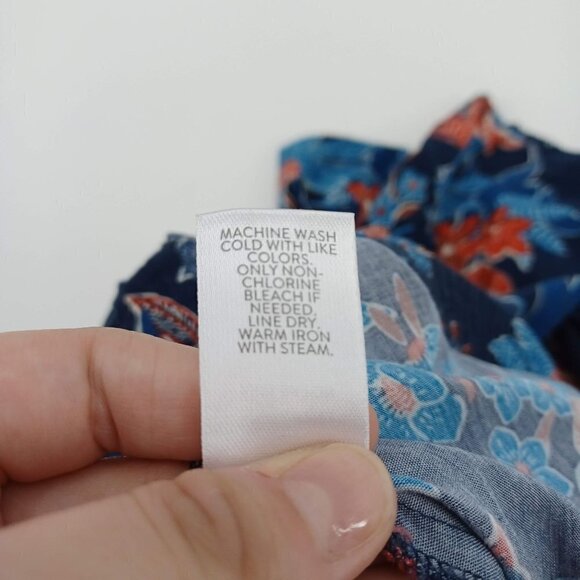 MACHINE WASH
COLD WITH LIKE
COLORS.
ONLY NON-
CHLORINE
BLEACH IF
NEEDED,
LINE DRY.
WARM IRON
WITH STEAM.